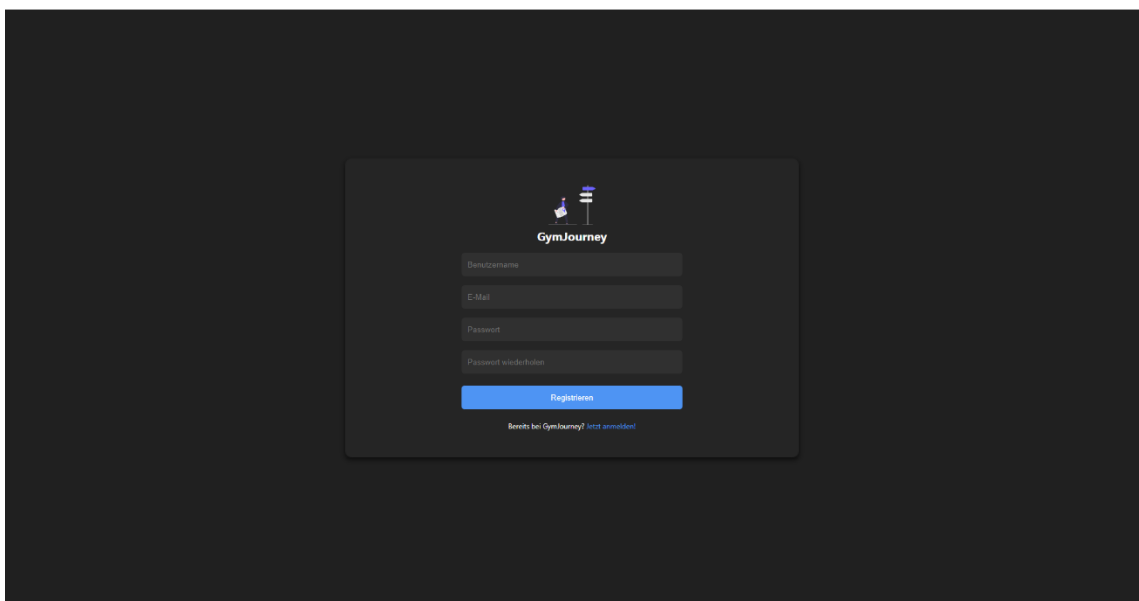 GymJourney
Benutzername
E-Mail
Passwort
Passwort wiederholen
Registrieren
Bereits bei GymJourney? Jetzt anmelden!